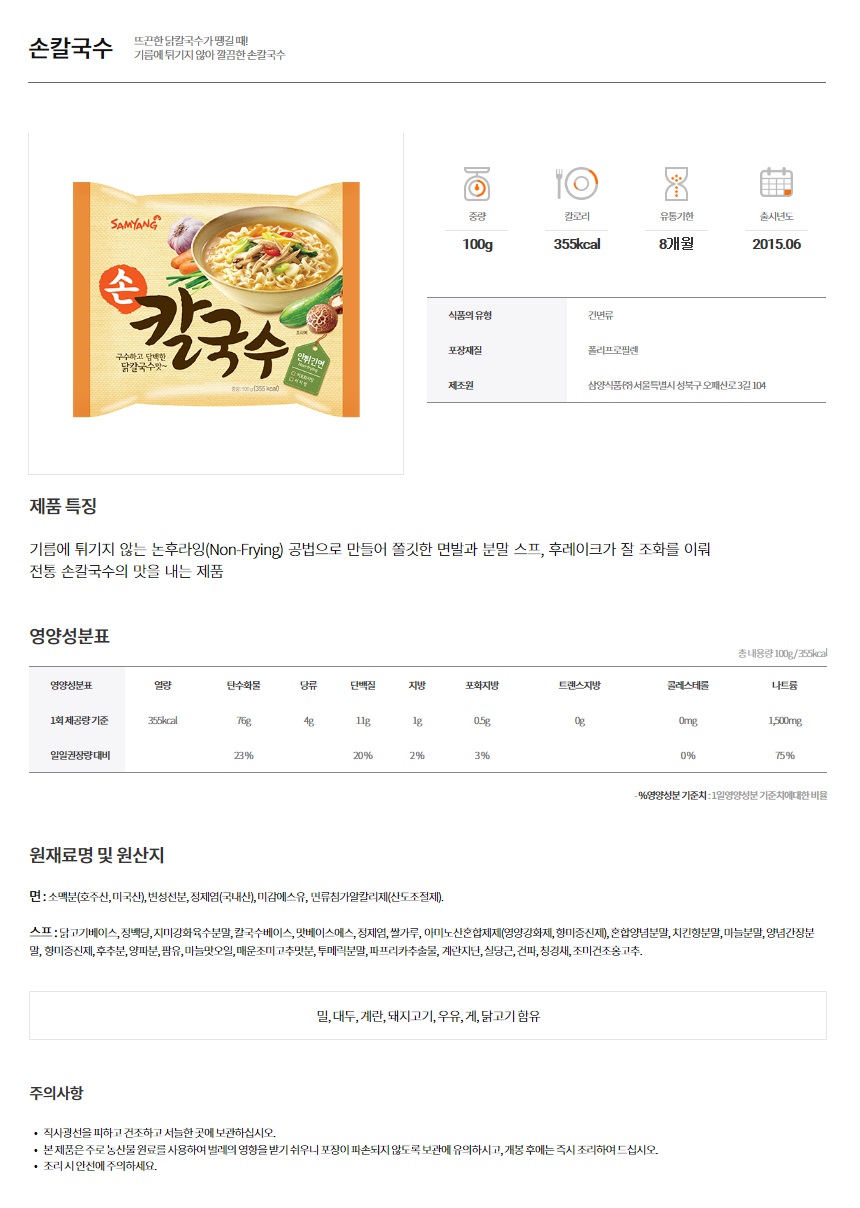 손칼국수
뜨끈한 닭칼국수가 땡길 때!
기름에 튀기지 않아 깔끔한 손칼국수
SAMYANG
손
칼국수
구수하고 담백한
닭칼국수맛~
안튀긴면
Non-Frying
조리예
중량 100 g(355 kcal)
중량
칼로리
유통기한
출시년도
100g
355kcal
8개월
2015.06
식품의 유형 건면류
포장재질 폴리프로필렌
제조원 삼양식품㈜ 서울특별시 성북구 오패산로 3길 104
제품 특징
기름에 튀기지 않는 논후라잉(Non-Frying) 공법으로 만들어 쫄깃한 면발과 분말 스프, 후레이크가 잘 조화를 이뤄
전통 손칼국수의 맛을 내는 제품
영양성분표
총 내용량 100g / 355kcal
영양성분표 열량 탄수화물 당류 단백질 지방 포화지방 트랜스지방 콜레스테롤 나트륨
1회 제공량 기준 355kcal 76g 4g 11g 1g 0.5g 0g 0mg 1,500mg
일일권장량 대비 23% 20% 2% 3% 0% 75%
- %영양성분 기준치 : 1일영양성분 기준치에대한 비율
원재료명 및 원산지
면 : 소맥분(호주산, 미국산), 변성전분, 정제염(국내산), 미감에스유, 면류첨가알칼리제(산도조절제).
스프 : 닭고기베이스, 정백당, 지미강화육수분말, 칼국수베이스, 맛베이스에스, 정제염, 쌀가루, 아미노산혼합제제(영양강화제, 향미증진제), 혼합양념분말, 치킨향분말, 마늘분말, 양념간장분
말, 향미증진제, 후추분, 양파분, 팜유, 마늘맛오일, 매운조미고추맛분, 투메릭분말, 파프리카추출물, 계란지단, 실당근, 건파, 청경채, 조미건조홍고추.
밀, 대두, 계란, 돼지고기, 우유, 게, 닭고기 함유
주의사항
• 직사광선을 피하고 건조하고 서늘한 곳에 보관하십시오.
• 본 제품은 주로 농산물 원료를 사용하여 벌레의 영향을 받기 쉬우니 포장이 파손되지 않도록 보관에 유의하시고, 개봉 후에는 즉시 조리하여 드십시오.
• 조리 시 안전에 주의하세요.